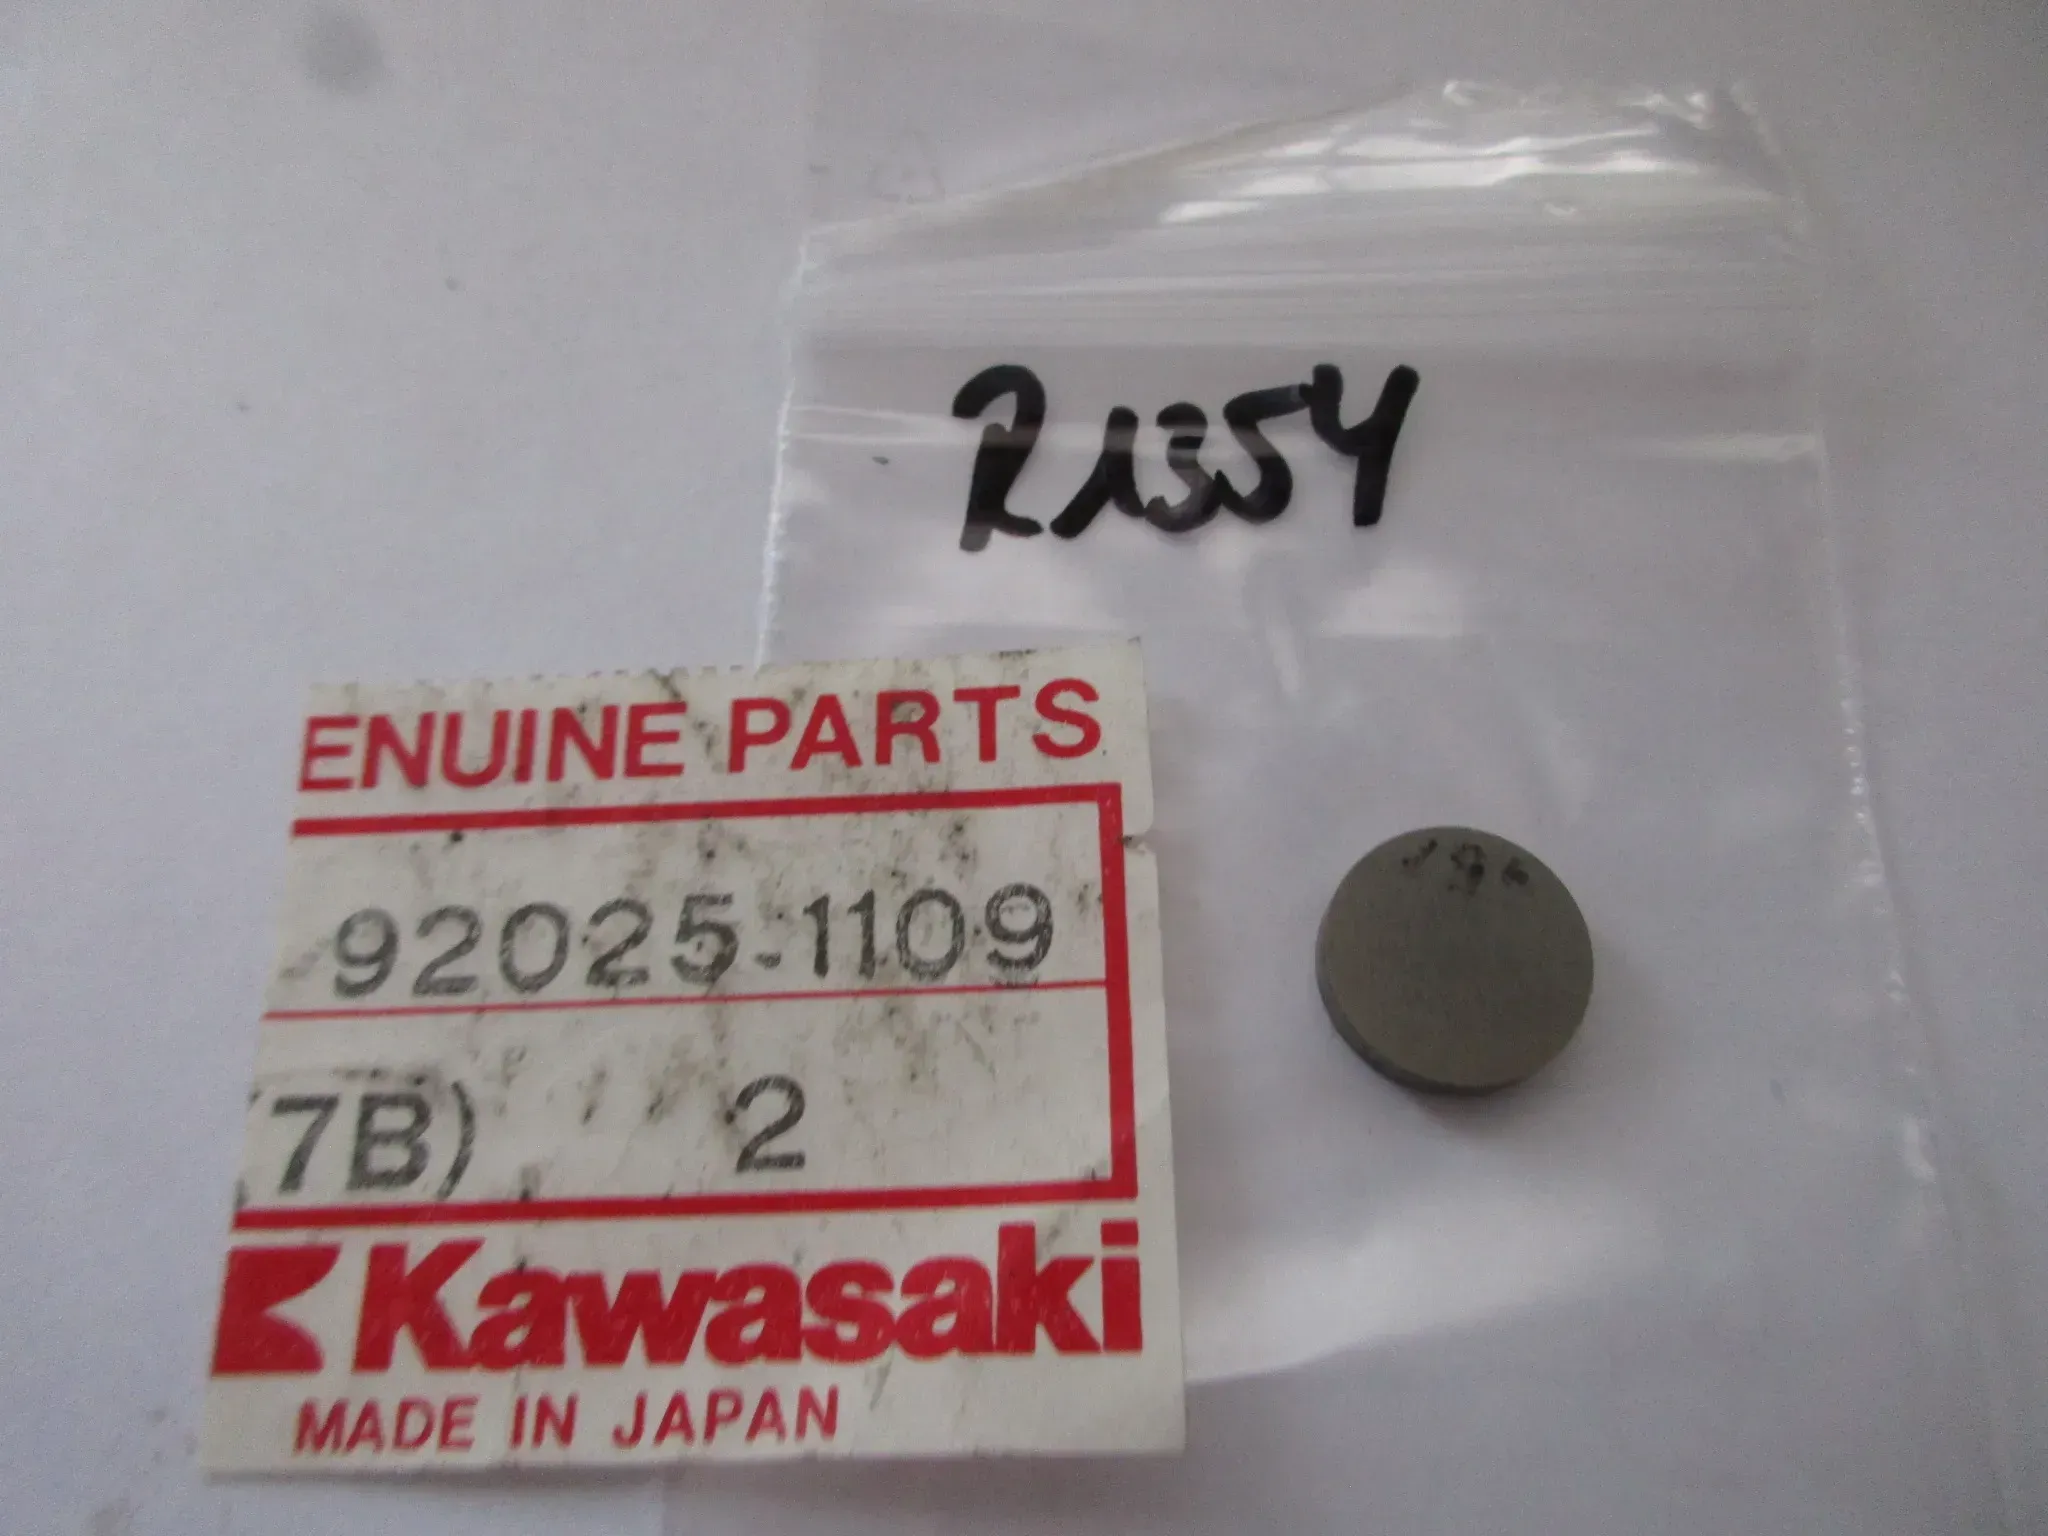 R1354
ENUINE PARTS
92025-1109
(7B) 2
Kawasaki
MADE IN JAPAN